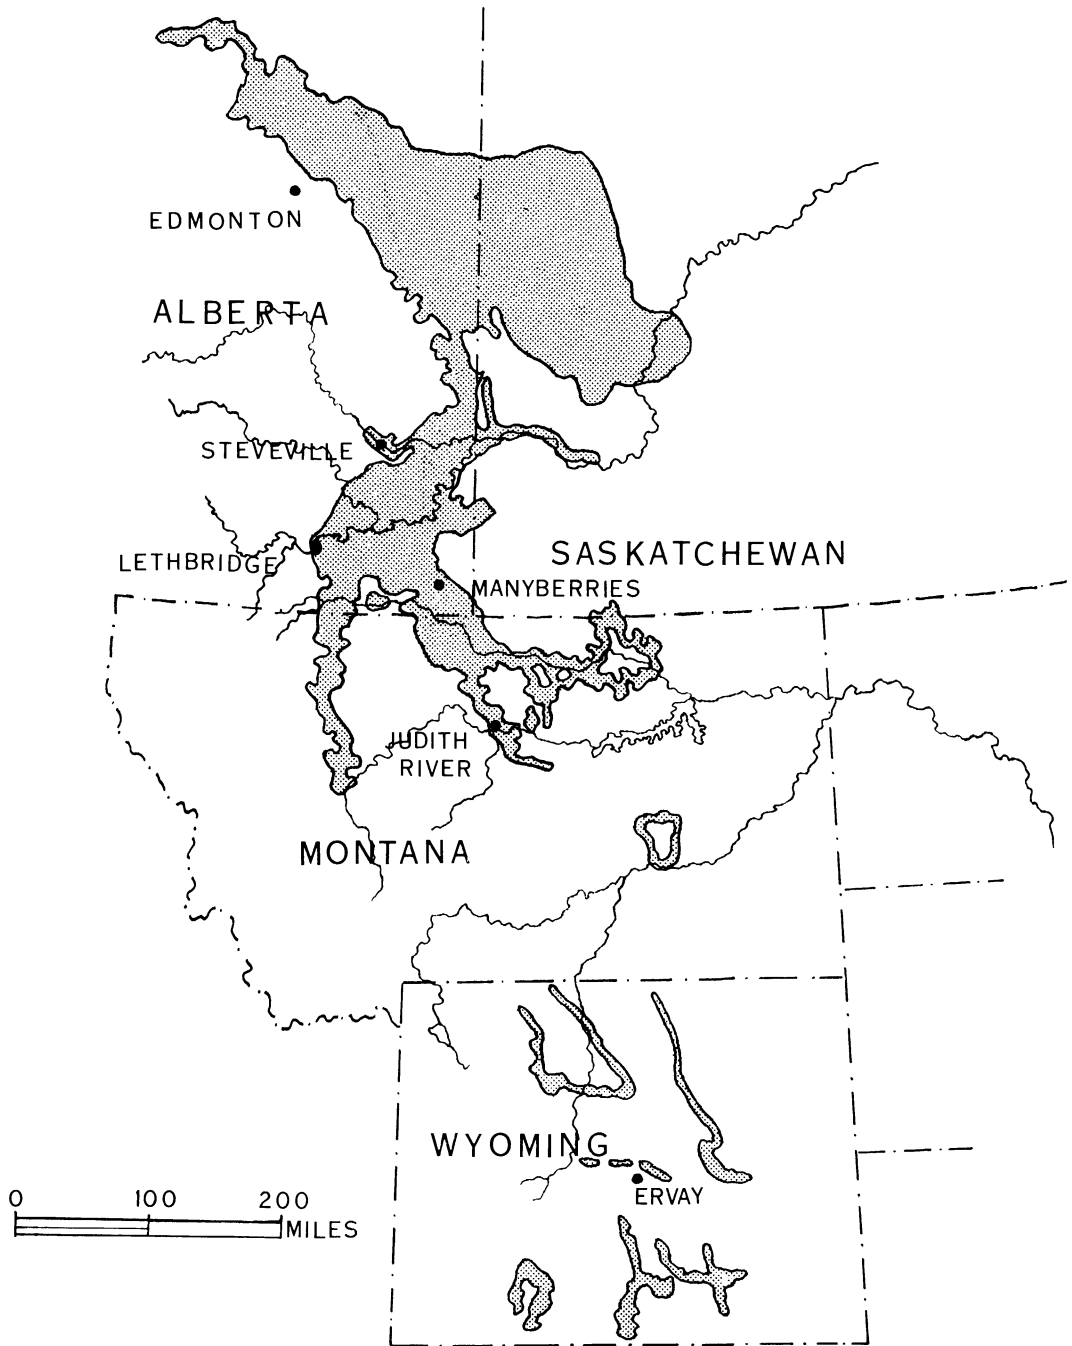 EDMONTON
ALBERTA
STEVEVILLE
SASKATCHEWAN
LETHBRIDGE
MANYBERRIES
JUDITH
RIVER
MONTANA
WYOMING
ERVAY
0 100 200
MILES